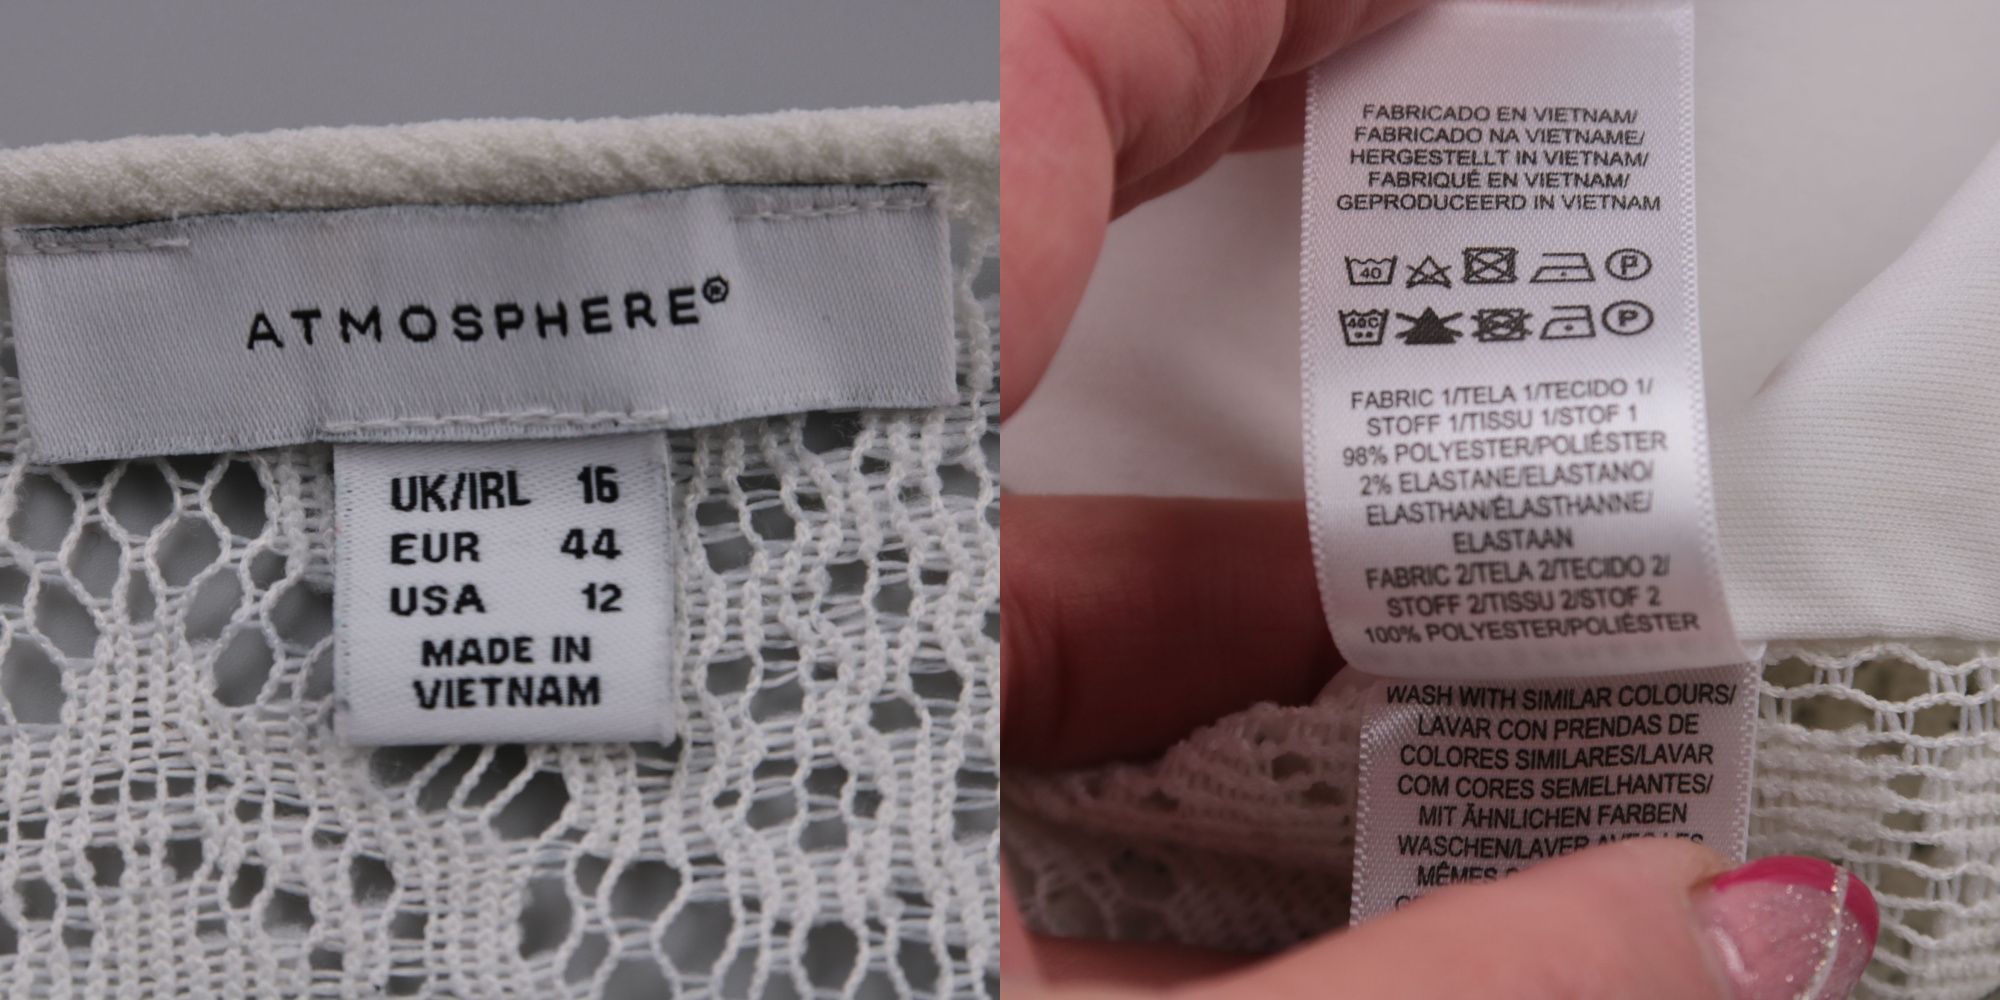 ATMOSPHERE®
UK/IRL 16
EUR 44
USA 12
MADE IN
VIETNAM
FABRICADO EN VIETNAM/
FABRICADO NA VIETNAME/
HERGESTELLT IN VIETNAM/
FABRIQUÉ EN VIETNAM/
GEPRODUCEERD IN VIETNAM
40 P
40C P
FABRIC 1/TELA 1/TECIDO 1/
STOFF 1/TISSU 1/STOF 1
98% POLYESTER/POLIÉSTER
2% ELASTANE/ELASTANO/
ELASTHAN/ÉLASTHANNE/
ELASTAAN
FABRIC 2/TELA 2/TECIDO 2/
STOFF 2/TISSU 2/STOF 2
100% POLYESTER/POLIÉSTER
WASH WITH SIMILAR COLOURS/
LAVAR CON PRENDAS DE
COLORES SIMILARES/LAVAR
COM CORES SEMELHANTES/
MIT ÄHNLICHEN FARBEN
WASCHEN/LAVER AVEC LES
MÊMES